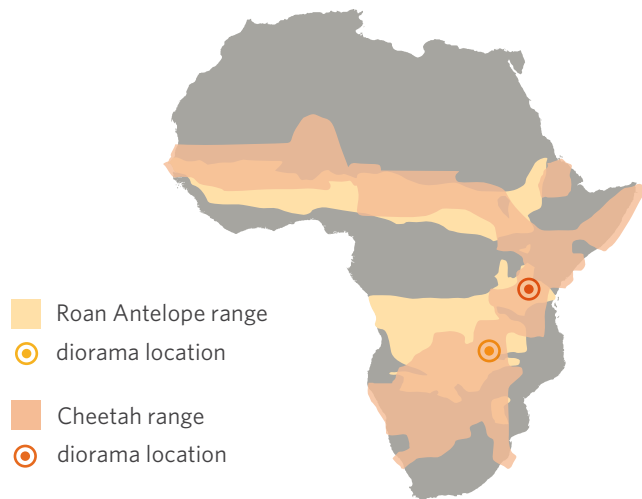 Roan Antelope range
diorama location
Cheetah range
diorama location